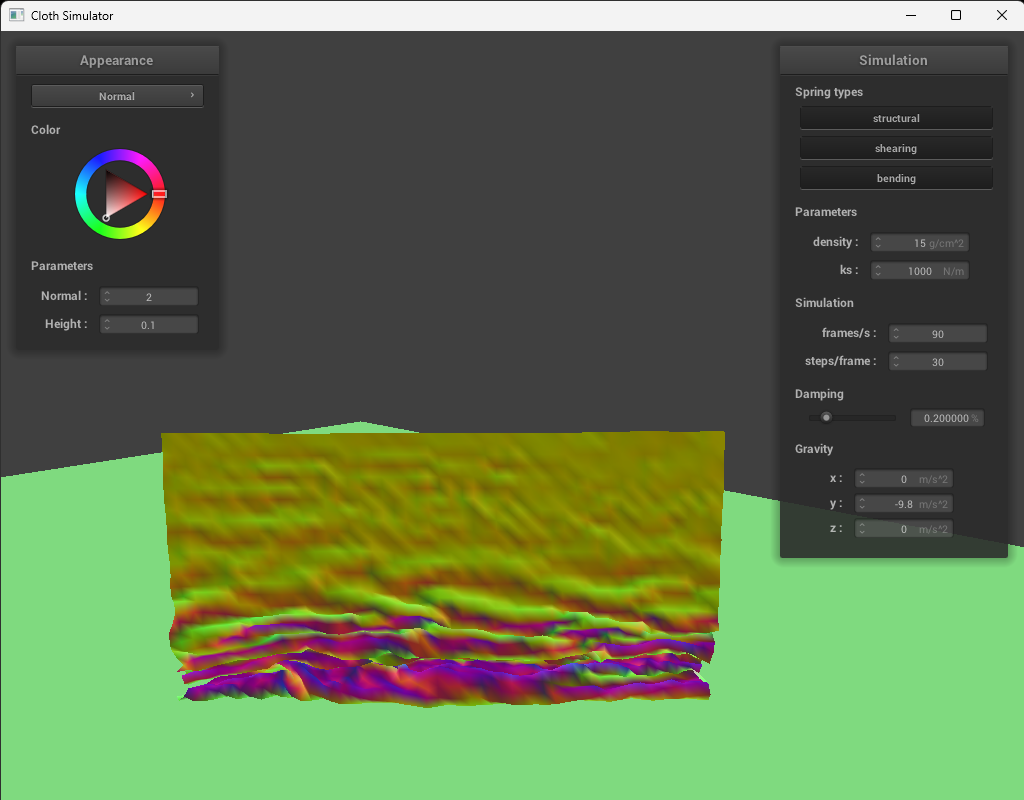 Cloth Simulator
Appearance
Normal
Color
Parameters
Normal : 2
Height : 0.1
Simulation
Spring types
structural
shearing
bending
Parameters
density : 15 g/cm^2
ks : 1000 N/m
Simulation
frames/s : 90
steps/frame : 30
Damping
0.200000 %
Gravity
x : 0 m/s^2
y : -9.8 m/s^2
z : 0 m/s^2